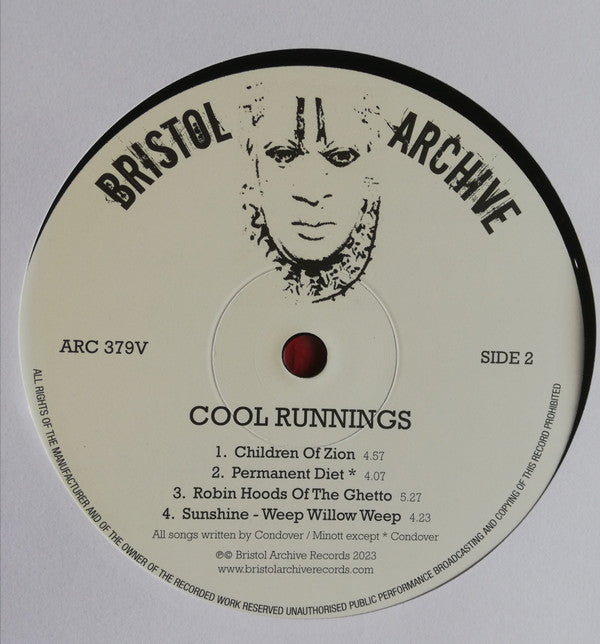 BRISTOL ARCHIVE
ARC 379V
SIDE 2
COOL RUNNINGS
1. Children Of Zion 4.57
2. Permanent Diet * 4.07
3. Robin Hoods Of The Ghetto 5.27
4. Sunshine - Weep Willow Weep 4.23
All songs written by Condover / Minott except * Condover
℗© Bristol Archive Records 2023
www.bristolarchiverecords.com
ALL RIGHTS OF THE MANUFACTURER AND OF THE OWNER OF THE RECORDED WORK RESERVED UNAUTHORISED PUBLIC PERFORMANCE BROADCASTING AND COPYING OF THIS RECORD PROHIBITED